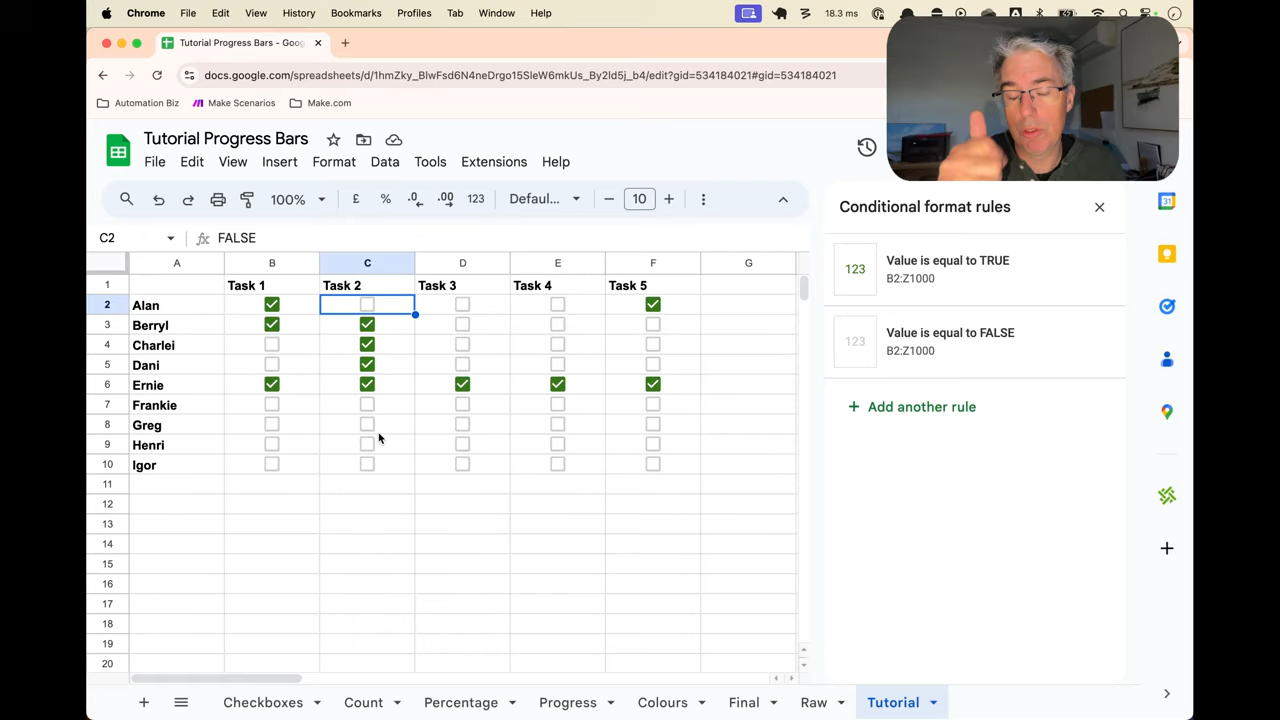 Chrome File Edit View History Bookmarks Profiles Tab Window Help 18.3 ms
Tutorial Progress Bars - Goog
docs.google.com/spreadsheets/d/1hmZky_BlwFsd6N4neDrgo15SleW6mkUs_By2ld5j_b4/edit?gid=534184021#gid=534184021
Automation Biz Make Scenarios Make.com
Tutorial Progress Bars
File Edit View Insert Format Data Tools Extensions Help
100% £ % .0 .00 123 Defaul... 10
C2 fx FALSE
A B C D E F G
1 Task 1 Task 2 Task 3 Task 4 Task 5
2 Alan
3 Berryl
4 Charlei
5 Dani
6 Ernie
7 Frankie
8 Greg
9 Henri
10 Igor
11
12
13
14
15
16
17
18
19
20
Conditional format rules
123 Value is equal to TRUE
B2:Z1000
123 Value is equal to FALSE
B2:Z1000
+ Add another rule
31
Checkboxes Count Percentage Progress Colours Final Raw Tutorial